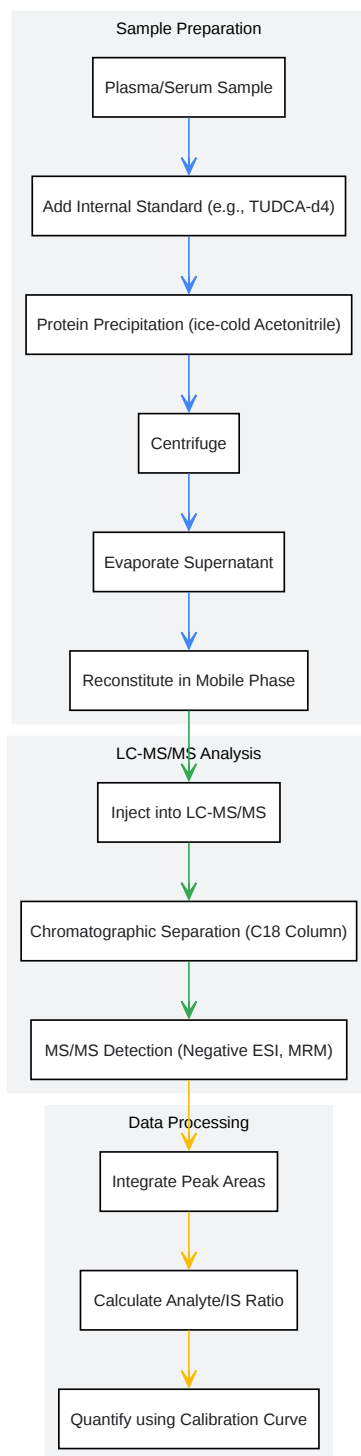 Sample Preparation
Plasma/Serum Sample
Add Internal Standard (e.g., TUDCA-d4)
Protein Precipitation (ice-cold Acetonitrile)
Centrifuge
Evaporate Supernatant
Reconstitute in Mobile Phase
LC-MS/MS Analysis
Inject into LC-MS/MS
Chromatographic Separation (C18 Column)
MS/MS Detection (Negative ESI, MRM)
Data Processing
Integrate Peak Areas
Calculate Analyte/IS Ratio
Quantify using Calibration Curve